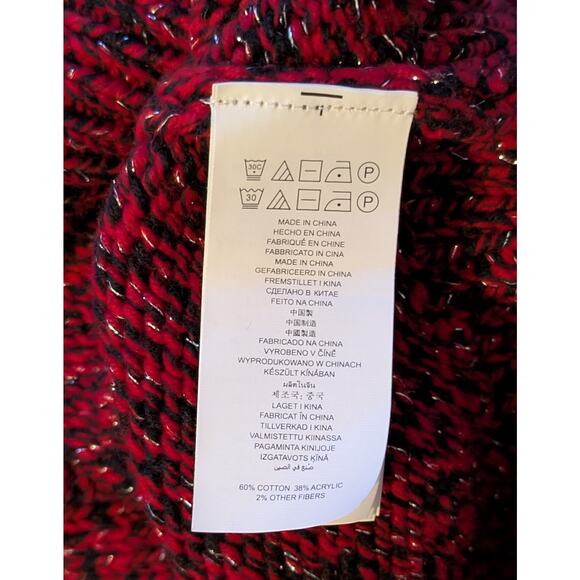 30C P
30 P
MADE IN CHINA
HECHO EN CHINA
FABRIQUÉ EN CHINE
FABBRICATO IN CINA
MADE IN CHINA
GEFABRICEERD IN CHINA
FREMSTILLET I KINA
СДЕЛАНО В КИТАЕ
FEITO NA CHINA
中国製
中国制造
中國製造
FABRICADO NA CHINA
VYROBENO V ČÍNĚ
WYPRODUKOWANO W CHINACH
KÉSZÜLT KÍNÁBAN
ผลิตในจีน
제조국: 중국
LAGET I KINA
FABRICAT ÎN CHINA
TILLVERKAD I KINA
VALMISTETTU KIINASSA
PAGAMINTA KINIJOJE
IZGATAVOTS ĶĪNĀ
صنع في الصين
60% COTTON 38% ACRYLIC
2% OTHER FIBERS